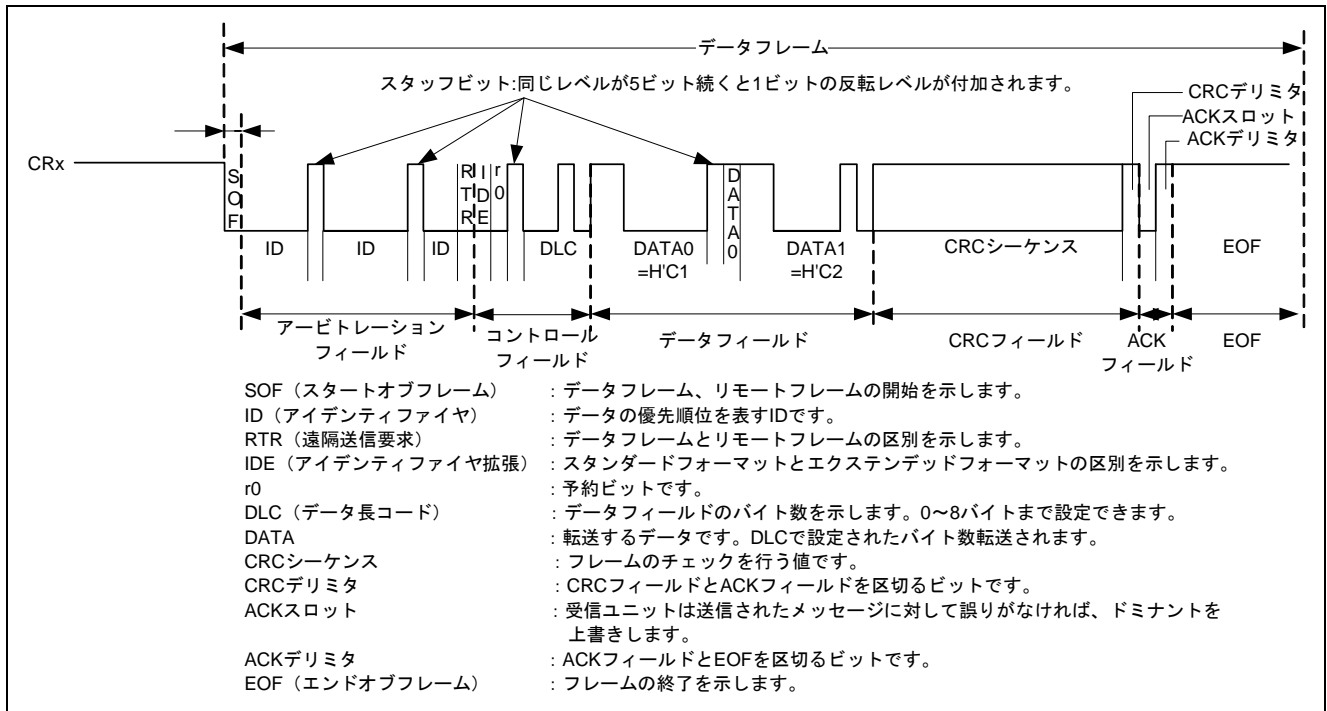 データフレーム
スタッフビット:同じレベルが5ビット続くと1ビットの反転レベルが付加されます。
CRCデリミタ
ACKスロット
ACKデリミタ
CRx
SOF
RTR
IDE
r0
DATA0
ID
ID
ID
DLC
DATA0
=H'C1
DATA1
=H'C2
CRCシーケンス
EOF
アービトレーション
フィールド
コントロール
フィールド
データフィールド
CRCフィールド
ACK
フィールド
EOF
SOF（スタートオブフレーム）：データフレーム、リモートフレームの開始を示します。
ID（アイデンティファイヤ）：データの優先順位を表すIDです。
RTR（遠隔送信要求）：データフレームとリモートフレームの区別を示します。
IDE（アイデンティファイヤ拡張）：スタンダードフォーマットとエクステンデッドフォーマットの区別を示します。
r0：予約ビットです。
DLC（データ長コード）：データフィールドのバイト数を示します。0～8バイトまで設定できます。
DATA：転送するデータです。DLCで設定されたバイト数転送されます。
CRCシーケンス：フレームのチェックを行う値です。
CRCデリミタ：CRCフィールドとACKフィールドを区切るビットです。
ACKスロット：受信ユニットは送信されたメッセージに対して誤りがなければ、ドミナントを
上書きします。
ACKデリミタ：ACKフィールドとEOFを区切るビットです。
EOF（エンドオブフレーム）：フレームの終了を示します。